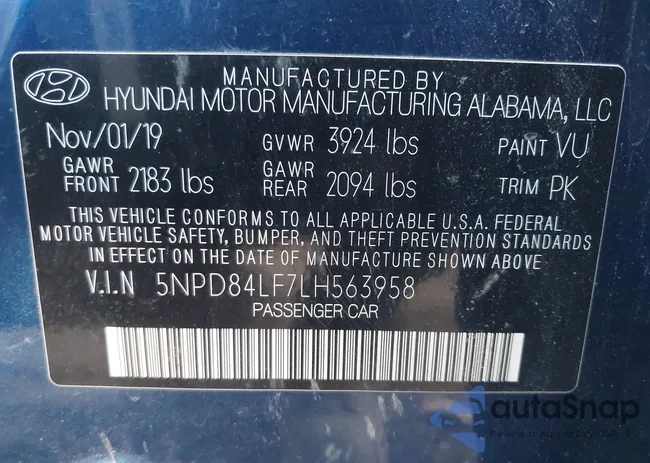 MANUFACTURED BY
HYUNDAI MOTOR MANUFACTURING ALABAMA, LLC
Nov/01/19 GVWR 3924 lbs PAINT VU
GAWR FRONT 2183 lbs GAWR REAR 2094 lbs TRIM PK
THIS VEHICLE CONFORMS TO ALL APPLICABLE U.S.A. FEDERAL
MOTOR VEHICLE SAFETY, BUMPER, AND THEFT PREVENTION STANDARDS
IN EFFECT ON THE DATE OF MANUFACTURE SHOWN ABOVE
V.I.N 5NPD84LF7LH563958
PASSENGER CAR
autaSnap